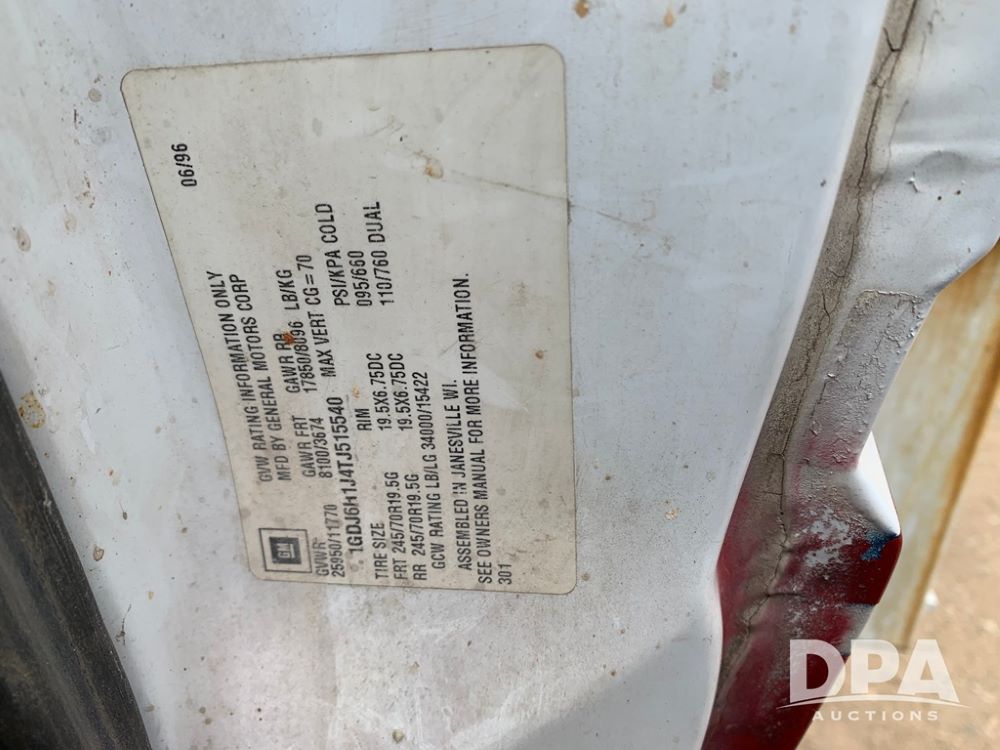 06/96
GVW RATING INFORMATION ONLY
GM MFD BY GENERAL MOTORS CORP
GVWR GAWR FRT GAWR RR LB/KG
25950/11770 8100/3674 17850/8096
1GDJ6H1J4TJ515540 MAX VERT CG=70
TIRE SIZE RIM PSI/KPA COLD
FRT 245/70R19.5G 19.5X6.75DC 095/660
RR 245/70R19.5G 19.5X6.75DC 110/760 DUAL
GCW RATING LB/LG 34000/15422
ASSEMBLED IN JANESVILLE WI.
SEE OWNERS MANUAL FOR MORE INFORMATION.
301
DPA
AUCTIONS